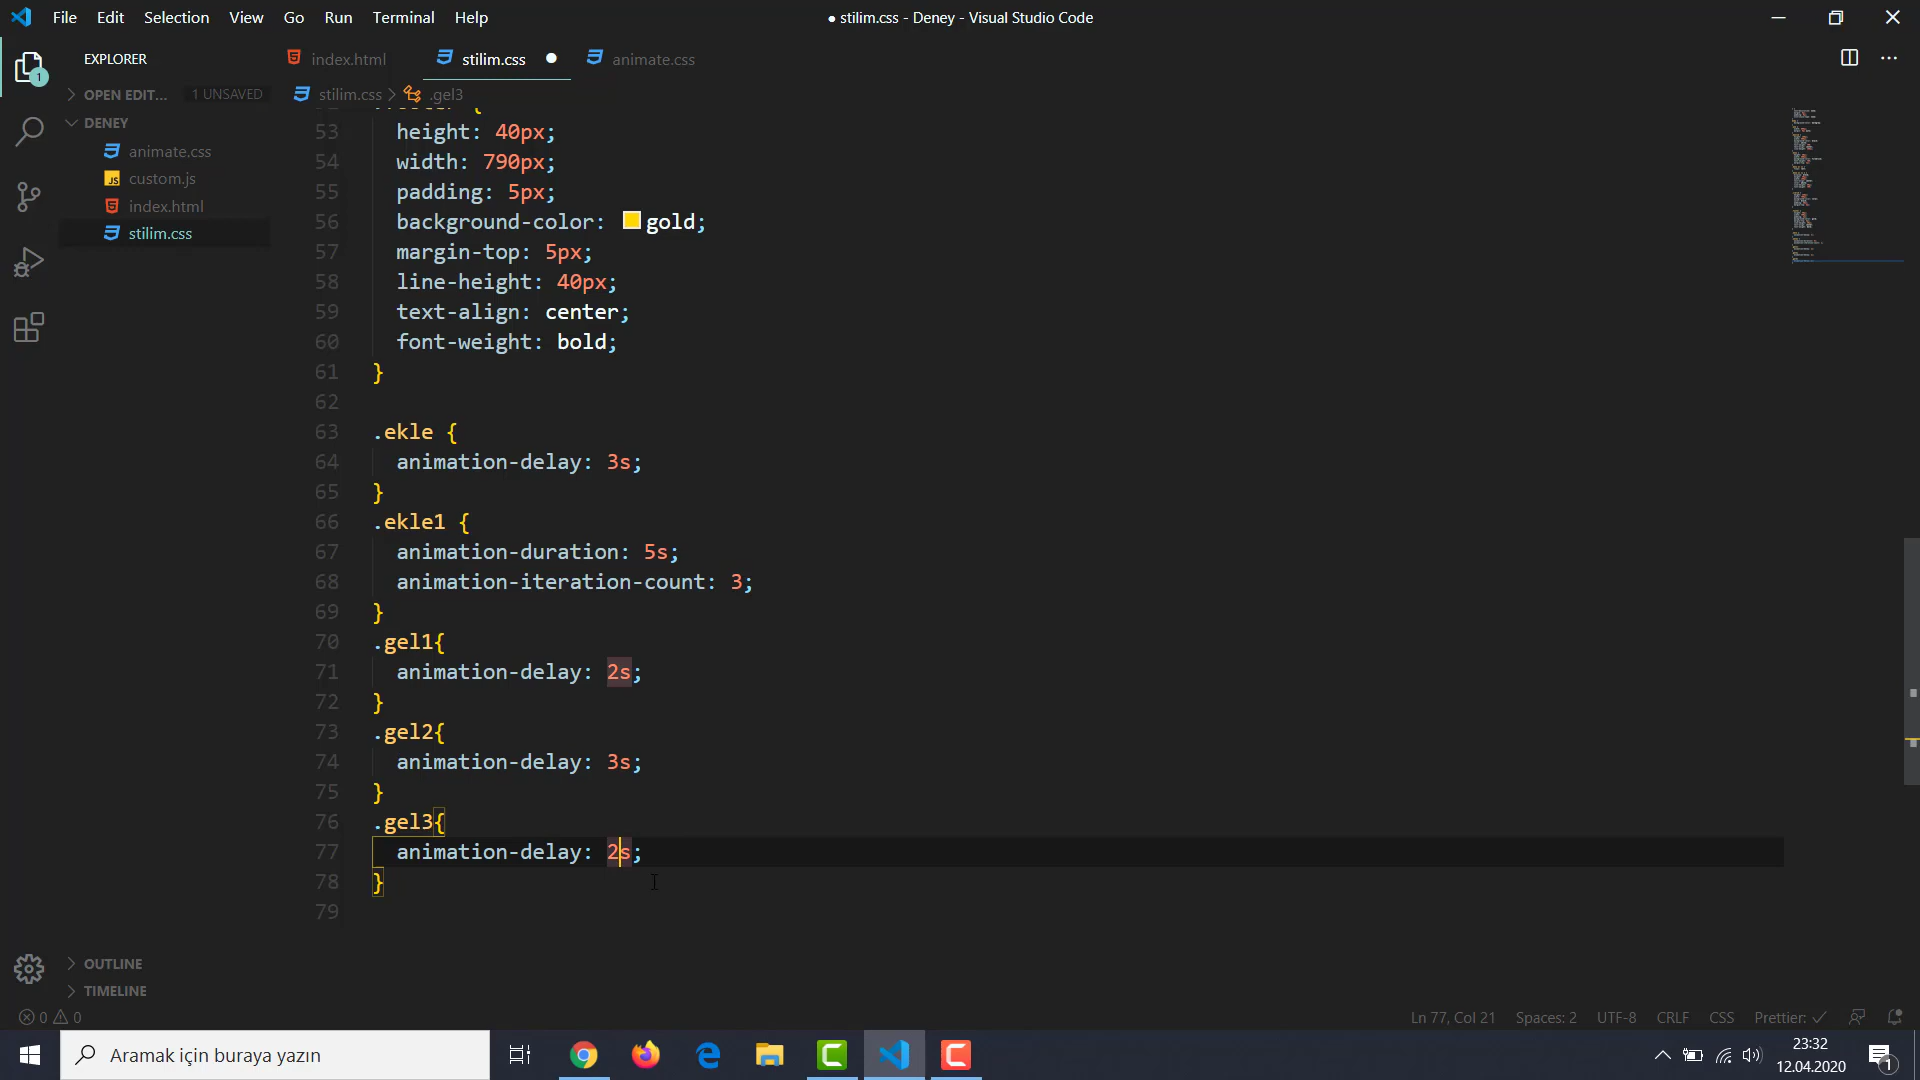 File Edit Selection View Go Run Terminal Help
● stilim.css - Deney - Visual Studio Code
EXPLORER
index.html
stilim.css
animate.css
OPEN EDIT... 1 UNSAVED
stilim.css > .gel3
DENEY
animate.css
custom.js
index.html
stilim.css
53 height: 40px;
54 width: 790px;
55 padding: 5px;
56 background-color: gold;
57 margin-top: 5px;
58 line-height: 40px;
59 text-align: center;
60 font-weight: bold;
61 }
62
63 .ekle {
64 animation-delay: 3s;
65 }
66 .ekle1 {
67 animation-duration: 5s;
68 animation-iteration-count: 3;
69 }
70 .gel1{
71 animation-delay: 2s;
72 }
73 .gel2{
74 animation-delay: 3s;
75 }
76 .gel3{
77 animation-delay: 2s;
78 }
79
OUTLINE
TIMELINE
0 0
Ln 77, Col 21 Spaces: 2 UTF-8 CRLF CSS Prettier: ✓
Aramak için buraya yazın
23:32
12.04.2020
1
1